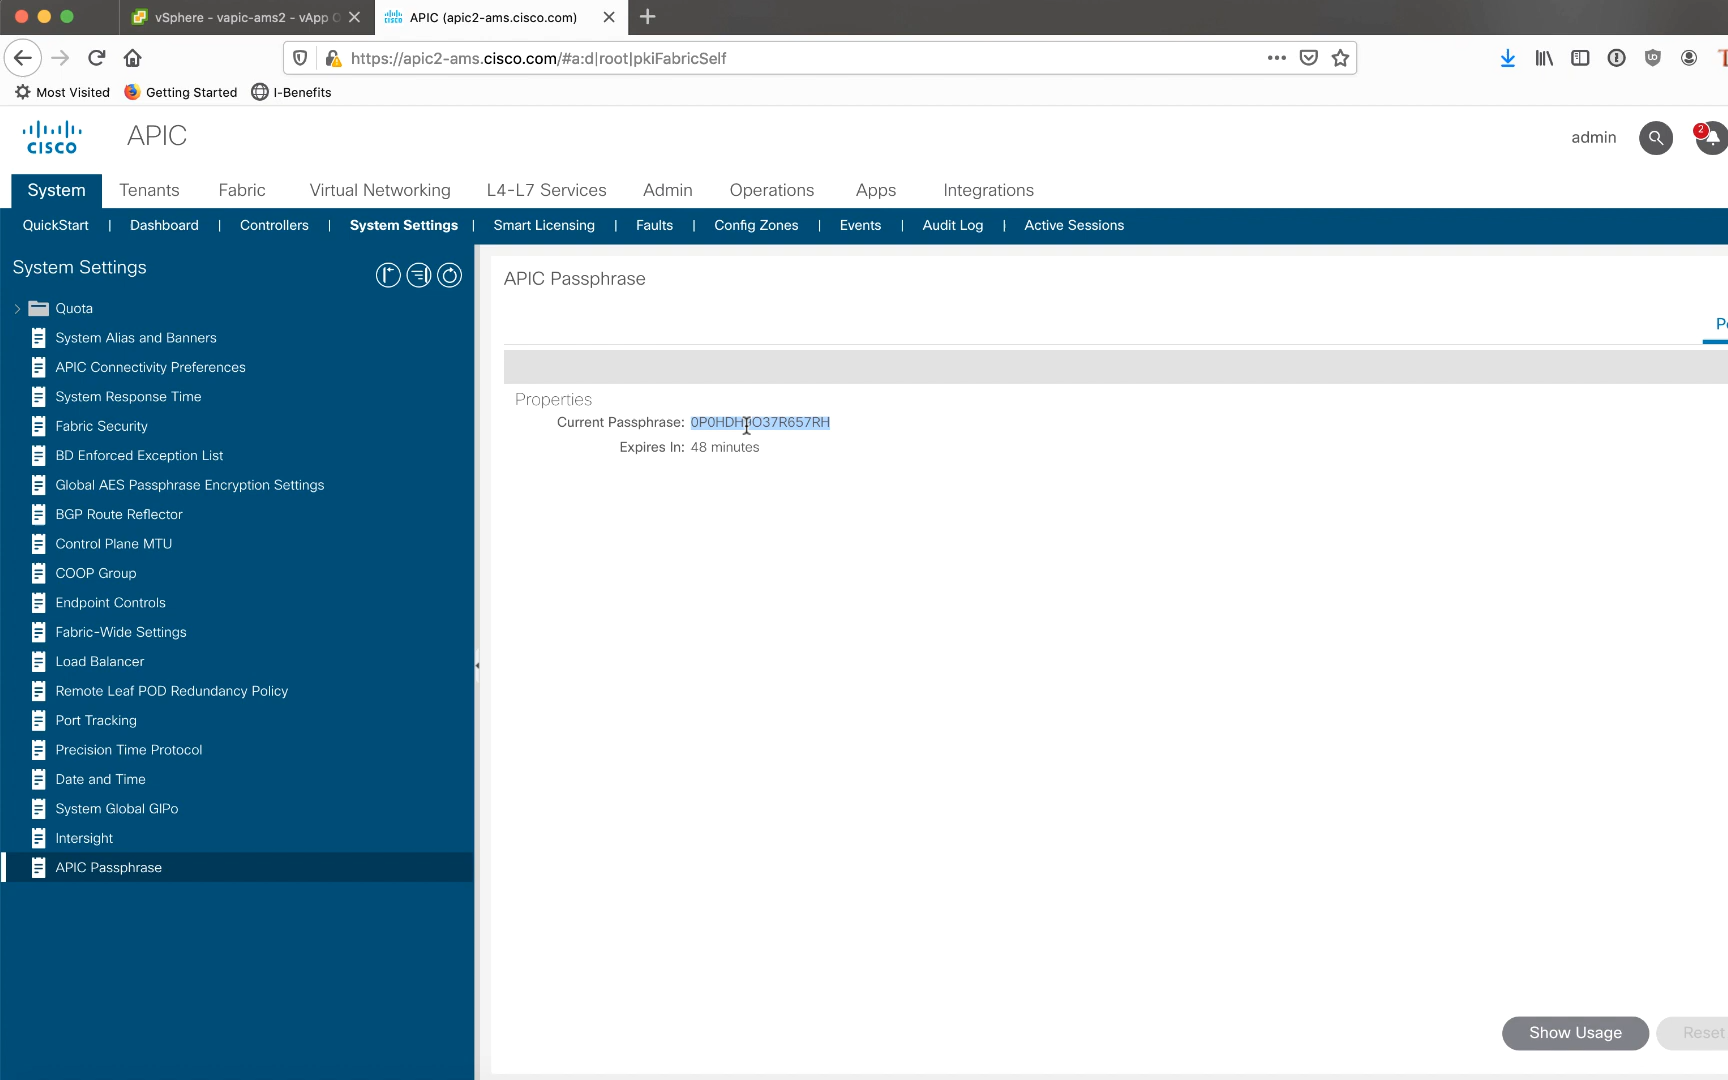 vSphere - vapic-ams2 - vApp
APIC (apic2-ams.cisco.com)
https://apic2-ams.cisco.com/#a:d|root|pkiFabricSelf
Most Visited
Getting Started
I-Benefits
CISCO
APIC
admin
2
System
Tenants
Fabric
Virtual Networking
L4-L7 Services
Admin
Operations
Apps
Integrations
QuickStart | Dashboard | Controllers | System Settings | Smart Licensing | Faults | Config Zones | Events | Audit Log | Active Sessions
System Settings
Quota
System Alias and Banners
APIC Connectivity Preferences
System Response Time
Fabric Security
BD Enforced Exception List
Global AES Passphrase Encryption Settings
BGP Route Reflector
Control Plane MTU
COOP Group
Endpoint Controls
Fabric-Wide Settings
Load Balancer
Remote Leaf POD Redundancy Policy
Port Tracking
Precision Time Protocol
Date and Time
System Global GIPo
Intersight
APIC Passphrase
APIC Passphrase
Properties
Current Passphrase:
Expires In: 48 minutes
Show Usage
Reset